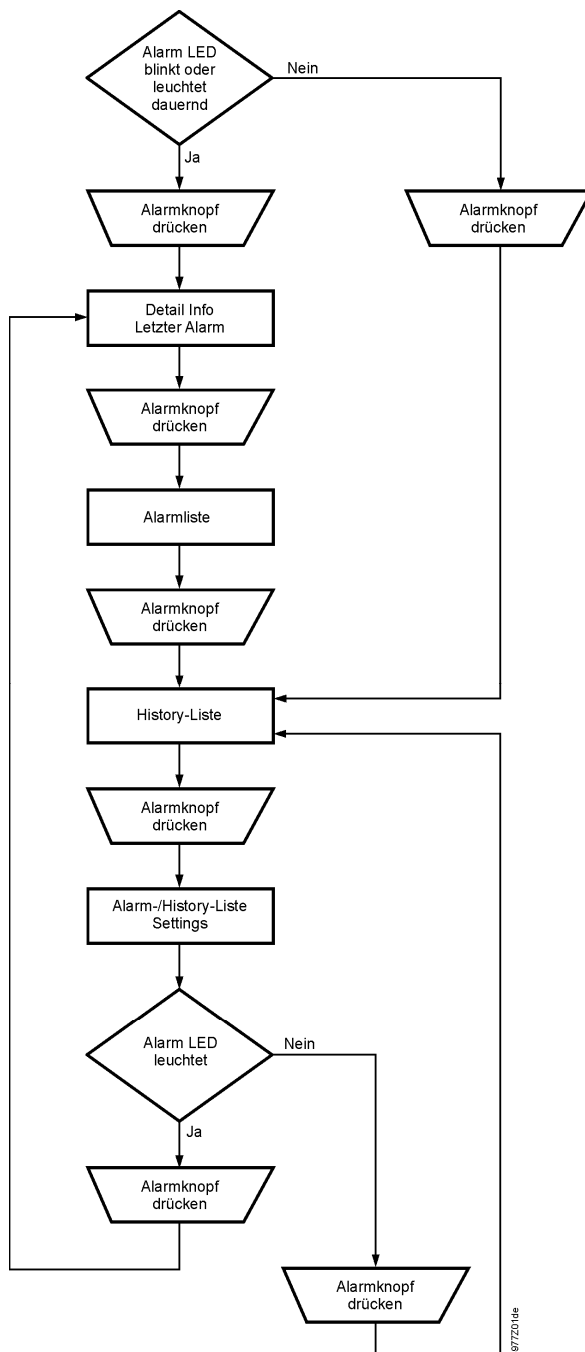 Alarm LED
blinkt oder
leuchtet
dauernd
Nein
Ja
Alarmknopf
drücken
Alarmknopf
drücken
Detail Info
Letzter Alarm
Alarmknopf
drücken
Alarmliste
Alarmknopf
drücken
History-Liste
Alarmknopf
drücken
Alarm-/History-Liste
Settings
Alarm LED
leuchtet
Nein
Ja
Alarmknopf
drücken
Alarmknopf
drücken
977Z01de